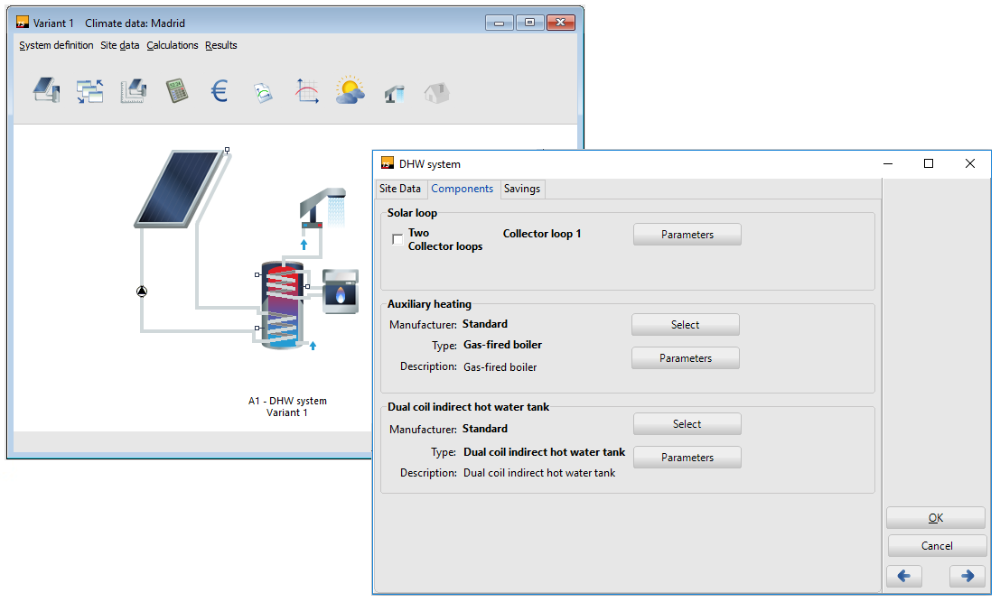 Variant 1 Climate data: Madrid
System definition Site data Calculations Results
A1 - DHW system
Variant 1
DHW system
Site Data Components Savings
Solar loop
Two
Collector loops
Collector loop 1
Parameters
Auxiliary heating
Manufacturer: Standard
Select
Type: Gas-fired boiler
Parameters
Description: Gas-fired boiler
Dual coil indirect hot water tank
Manufacturer: Standard
Select
Type: Dual coil indirect hot water tank
Parameters
Description: Dual coil indirect hot water tank
OK
Cancel